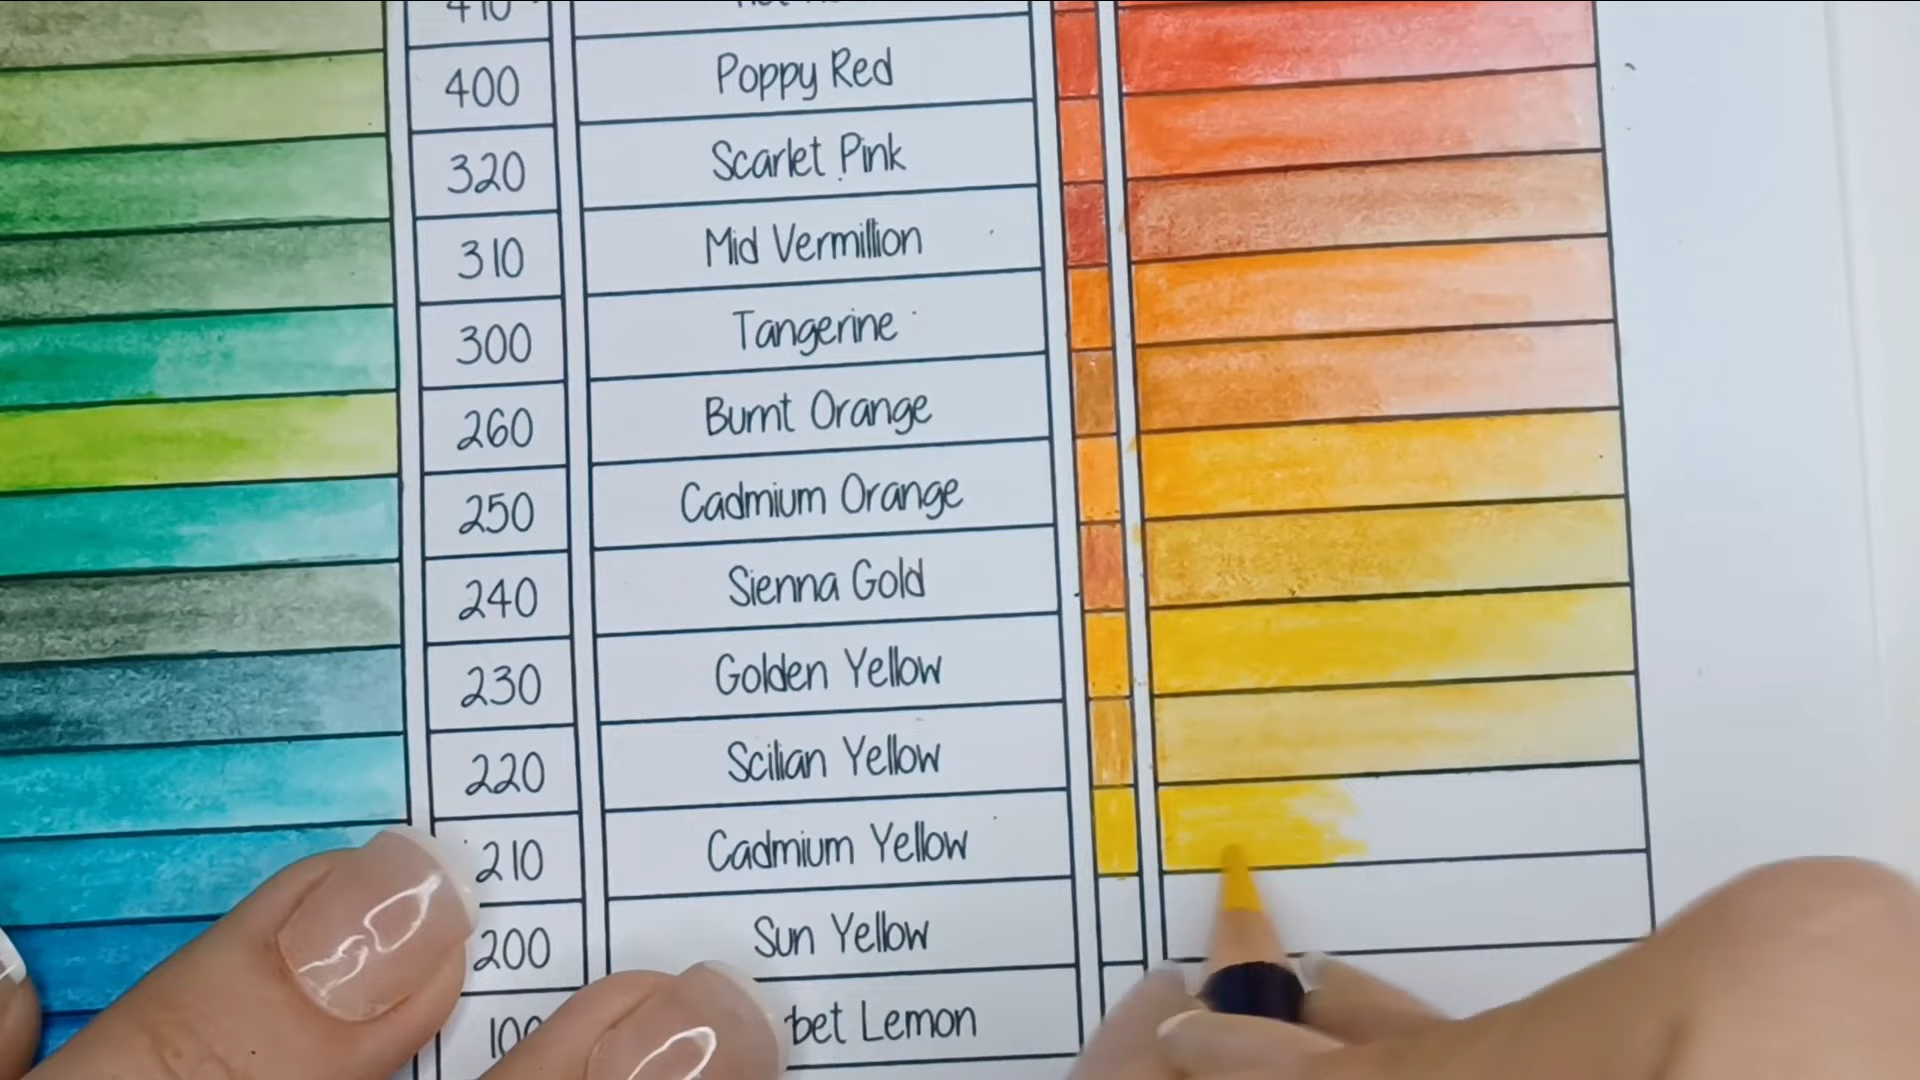 400 Poppy Red
320 Scarlet Pink
310 Mid Vermillion
300 Tangerine
260 Burnt Orange
250 Cadmium Orange
240 Sienna Gold
230 Golden Yellow
220 Scilian Yellow
210 Cadmium Yellow
200 Sun Yellow
Lemon